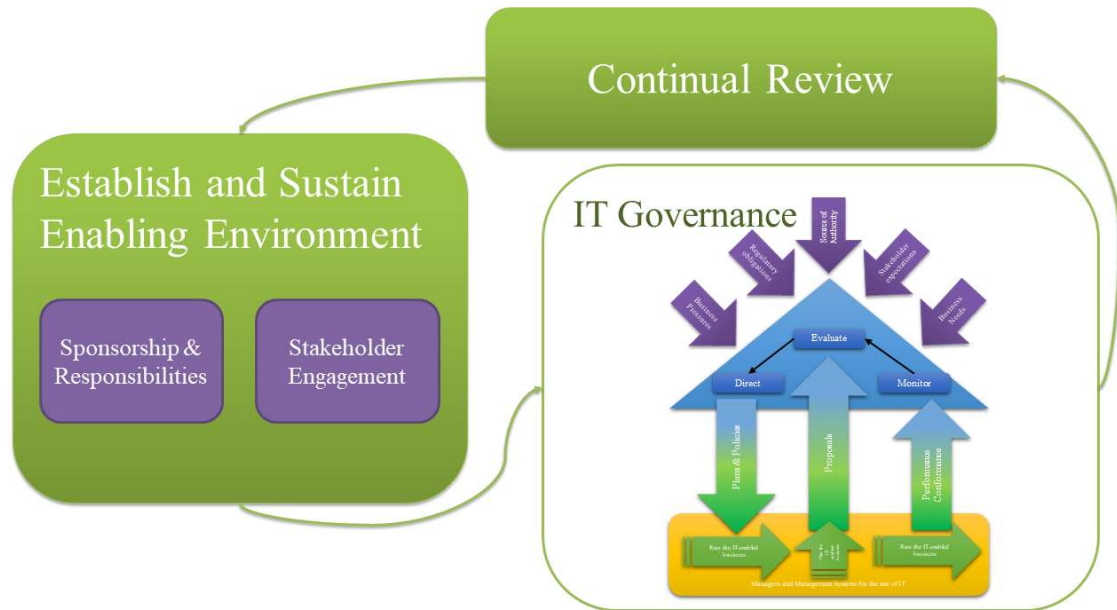 Continual Review
Establish and Sustain
Enabling Environment
Sponsorship &
Responsibilities
Stakeholder
Engagement
IT Governance
Source of
Authority
Regulatory
obligations
Stakeholder
expectations
Business
Pressures
Business
Needs
Evaluate
Direct
Monitor
Plans & Policies
Proposals
Performance
Conformance
Run the IT-enabled
business
the
business
Run the IT-enabled
business
Managers and Management Systems for the use of IT